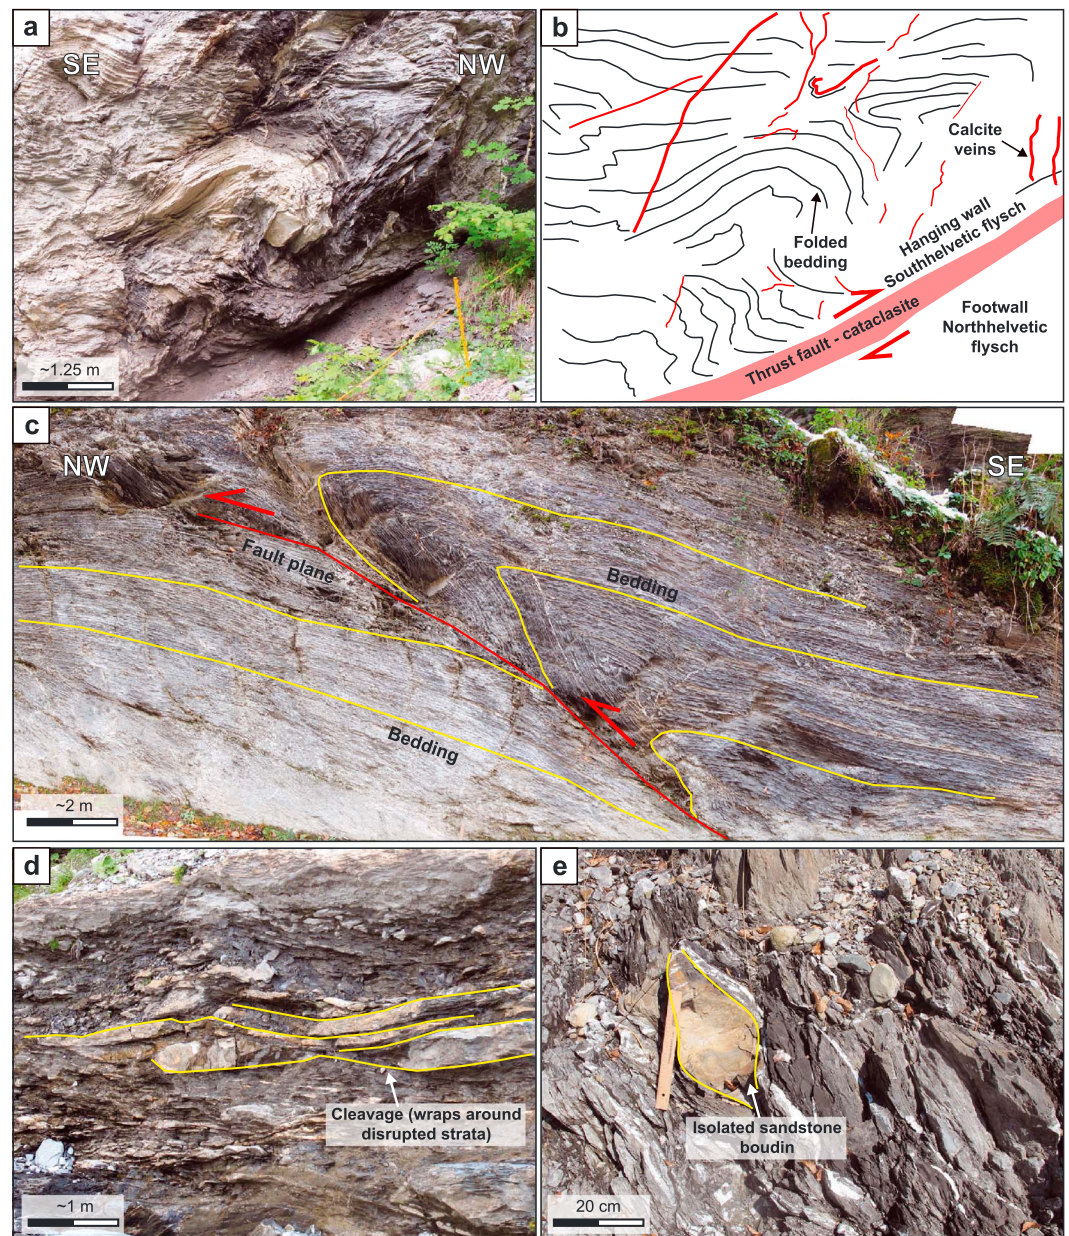 a
SE
NW
~1.25 m
b
Calcite
veins
Folded
bedding
Hanging wall
Southhelvetic flysch
Thrust fault - cataclasite
Footwall
Northhelvetic
flysch
c
NW
SE
Fault plane
Bedding
Bedding
~2 m
d
Cleavage (wraps around
disrupted strata)
~1 m
e
Isolated sandstone
boudin
20 cm